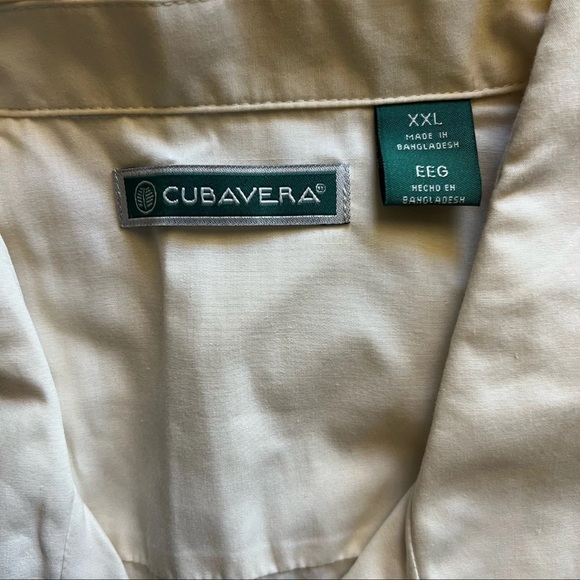 CUBAVERA®
XXL
MADE IN
BANGLADESH
EEG
HECHO EN
BANGLADESH